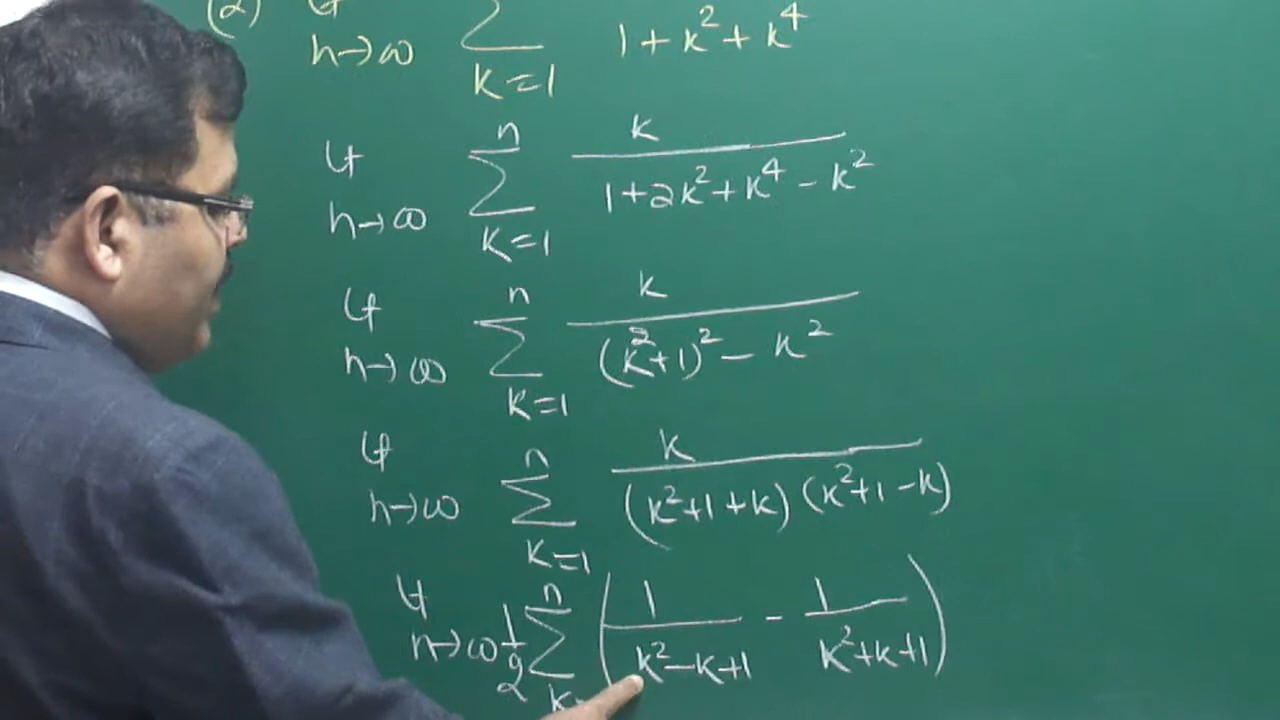 (2) Lt n→∞ ∑ k=1 1+k²+k⁴
Lt n→∞ ∑ n k=1 k / 1+2k²+k⁴-k²
Lt n→∞ ∑ n k=1 k / (k²+1)²-k²
Lt n→∞ ∑ n k=1 k / (k²+1+k)(k²+1-k)
Lt n→∞ 1/2 ∑ n k= (1 / k²-k+1 - 1 / k²+k+1)